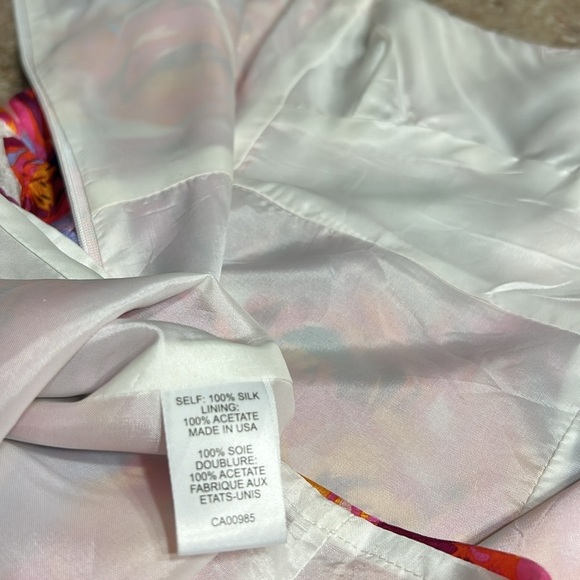 SELF: 100% SILK
LINING:
100% ACETATE
MADE IN USA
100% SOIE
DOUBLURE:
100% ACETATE
FABRIQUE AUX
ETATS-UNIS
CA00985